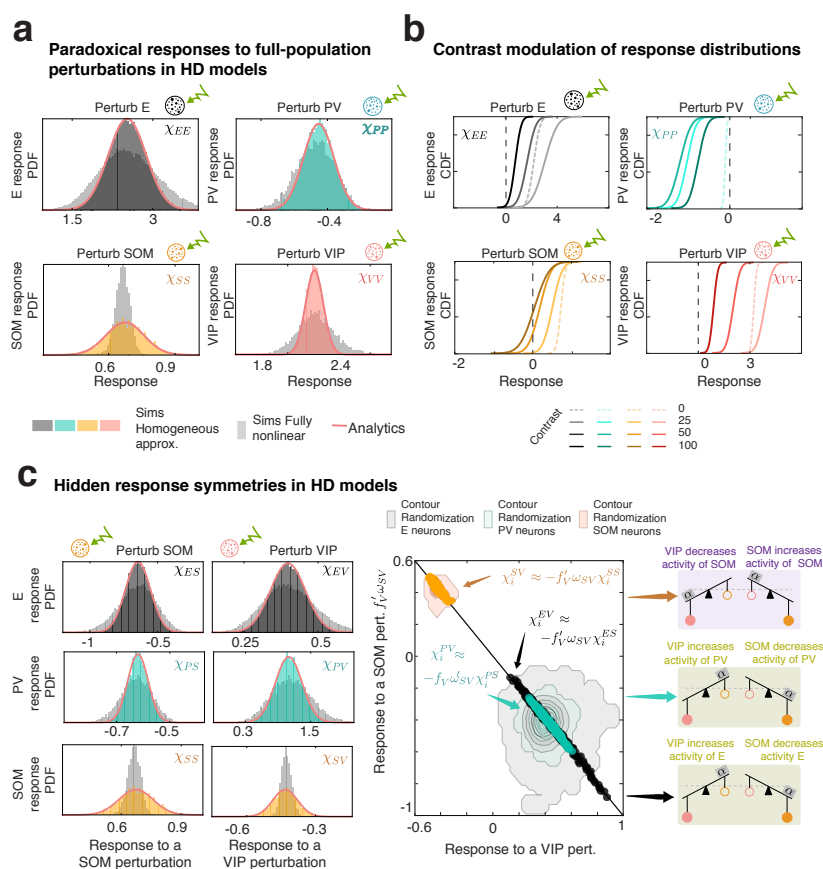 a
Paradoxical responses to full-population
perturbations in HD models
Perturb E
Perturb PV
E response
PDF
χEE
1.5
3
PV response
PDF
χPP
-0.8
-0.4
Perturb SOM
Perturb VIP
SOM response
PDF
χSS
0.6
0.9
Response
VIP response
PDF
χVV
1.8
2.4
Response
Sims
Homogeneous
approx.
Sims Fully
nonlinear
Analytics
b
Contrast modulation of response distributions
Perturb E
Perturb PV
E response
CDF
χEE
0
4
PV response
CDF
χPP
-2
0
Perturb SOM
Perturb VIP
SOM response
CDF
χSS
-2
0
2
Response
VIP response
CDF
χVV
0
3
Response
Contrast
0
25
50
100
c
Hidden response symmetries in HD models
Perturb SOM
Perturb VIP
E
response
PDF
χES
-1
-0.5
χEV
0.25
0.5
PV
response
PDF
χPS
-0.7
-0.5
χPV
0.3
1.5
SOM
response
PDF
χSS
0.6
0.9
Response to a
SOM perturbation
χSV
-0.6
-0.3
Response to a
VIP perturbation
Contour
Randomization
E neurons
Contour
Randomization
PV neurons
Contour
Randomization
SOM neurons
Response to a SOM pert. f′VωSV
0.6
0
-1
-0.6
0
1
Response to a VIP pert.
χiSV ≈ −f′VωSVχiSS
χiEV ≈
−f′VωSVχiES
χiPV ≈
−fVω′SVχiPS
VIP decreases
activity of SOM
SOM increases
activity of SOM
α
α
VIP increases
activity of PV
SOM decreases
activity of PV
α
α
VIP increases
activity of E
SOM decreases
activity E
α
α